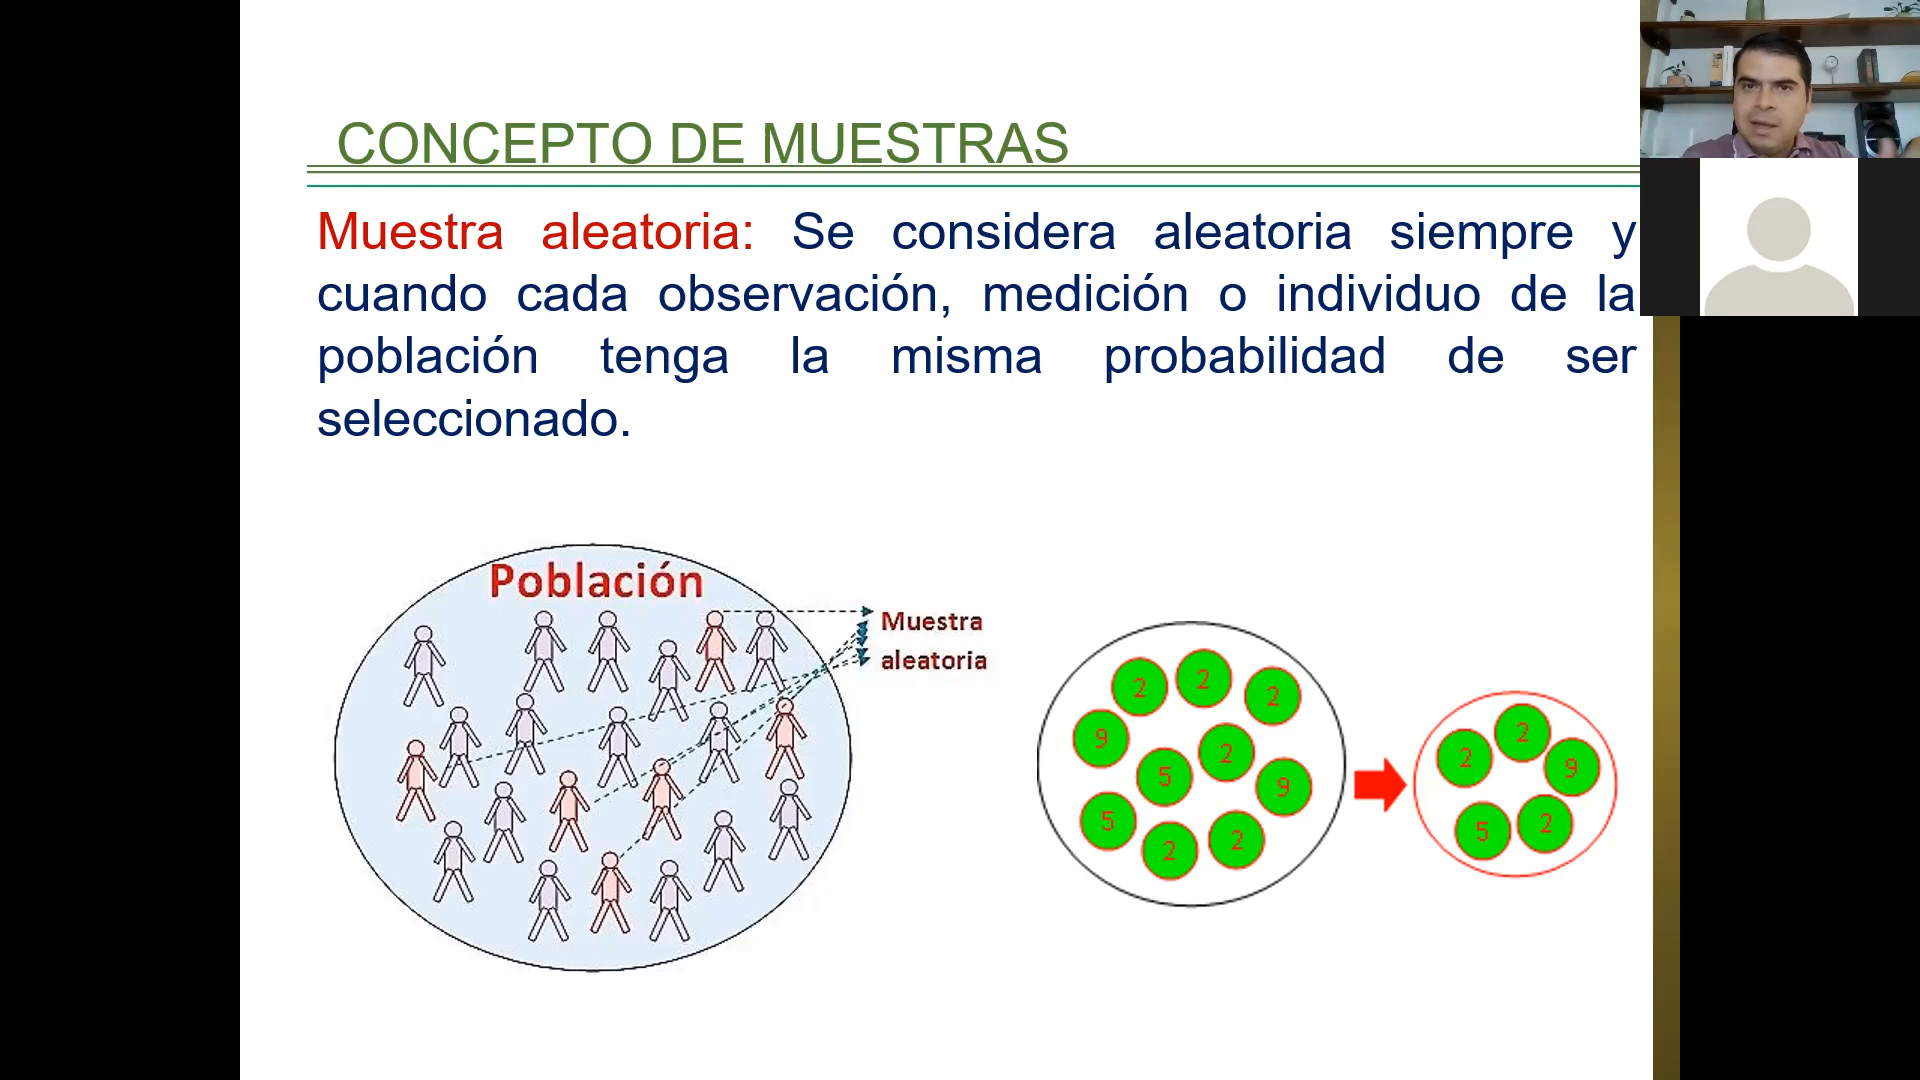 CONCEPTO DE MUESTRAS
Muestra aleatoria: Se considera aleatoria siempre y
cuando cada observación, medición o individuo de la
población tenga la misma probabilidad de ser
seleccionado.
Población
Muestra
aleatoria
2
2
2
9
5
2
9
5
2
2
2
2
9
5
2